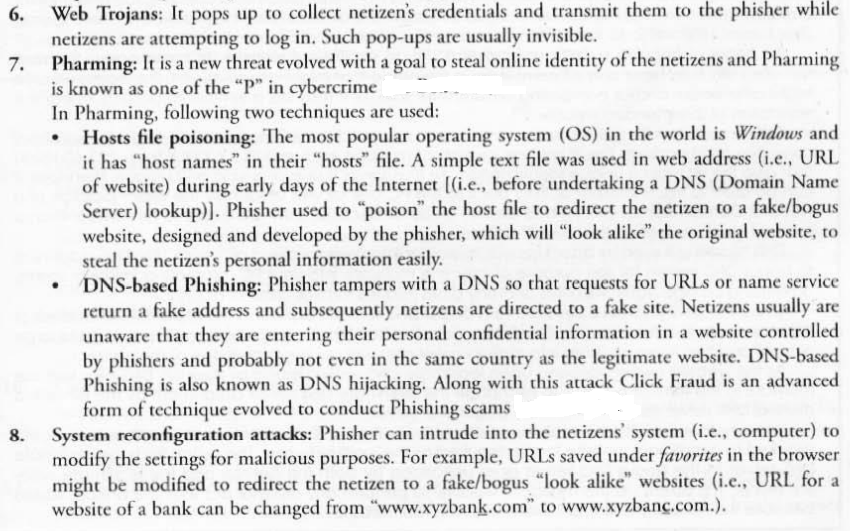 6. Web Trojans: It pops up to collect netizen's credentials and transmit them to the phisher while
netizens are attempting to log in. Such pop-ups are usually invisible.
7. Pharming: It is a new threat evolved with a goal to steal online identity of the netizens and Pharming
is known as one of the "P" in cybercrime
In Pharming, following two techniques are used:
• Hosts file poisoning: The most popular operating system (OS) in the world is Windows and
it has "host names" in their "hosts" file. A simple text file was used in web address (i.e., URL
of website) during early days of the Internet [(i.e., before undertaking a DNS (Domain Name
Server) lookup)]. Phisher used to "poison" the host file to redirect the netizen to a fake/bogus
website, designed and developed by the phisher, which will "look alike" the original website, to
steal the netizen's personal information easily.
• DNS-based Phishing: Phisher tampers with a DNS so that requests for URLs or name service
return a fake address and subsequently netizens are directed to a fake site. Netizens usually are
unaware that they are entering their personal confidential information in a website controlled
by phishers and probably not even in the same country as the legitimate website. DNS-based
Phishing is also known as DNS hijacking. Along with this attack Click Fraud is an advanced
form of technique evolved to conduct Phishing scams
8. System reconfiguration attacks: Phisher can intrude into the netizens' system (i.e., computer) to
modify the settings for malicious purposes. For example, URLs saved under favorites in the browser
might be modified to redirect the netizen to a fake/bogus "look alike" websites (i.e., URL for a
website of a bank can be changed from "www.xyzbank.com" to www.xyzbanc.com.).